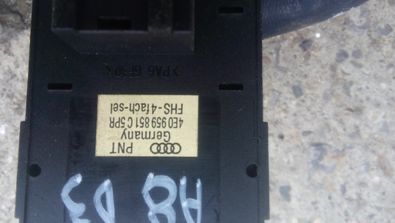 PNT
Germany
4E0 959 851 C 5PR
FHS-4fach-sel
>PA6 GF30<
A8 D3